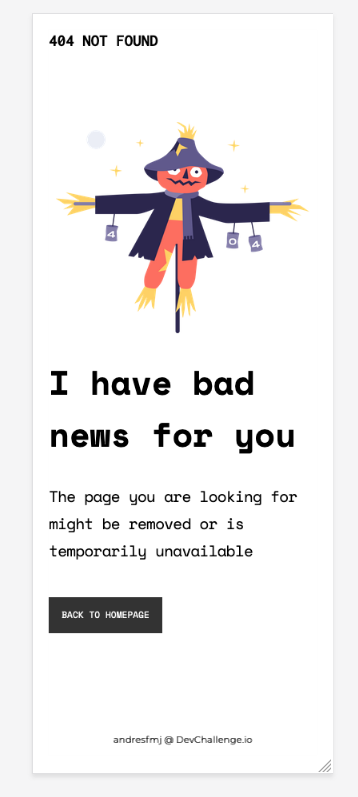 404 NOT FOUND
4
0
4
I have bad
news for you
The page you are looking for
might be removed or is
temporarily unavailable
BACK TO HOMEPAGE
andresfmj @ DevChallenge.io